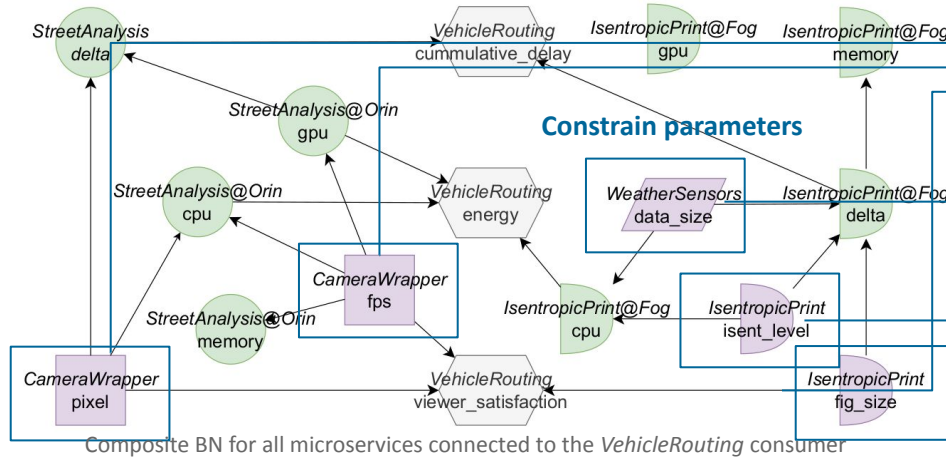 StreetAnalysis
delta
VehicleRouting
cummulative_delay
IsentropicPrint@Fog
gpu
IsentropicPrint@Fog
memory
StreetAnalysis@Orin
gpu
Constrain parameters
StreetAnalysis@Orin
cpu
VehicleRouting
energy
WeatherSensors
data_size
IsentropicPrint@Fog
delta
CameraWrapper
fps
StreetAnalysis@Orin
memory
IsentropicPrint@Fog
cpu
IsentropicPrint
isent_level
CameraWrapper
pixel
VehicleRouting
viewer_satisfaction
IsentropicPrint
fig_size
Composite BN for all microservices connected to the VehicleRouting consumer